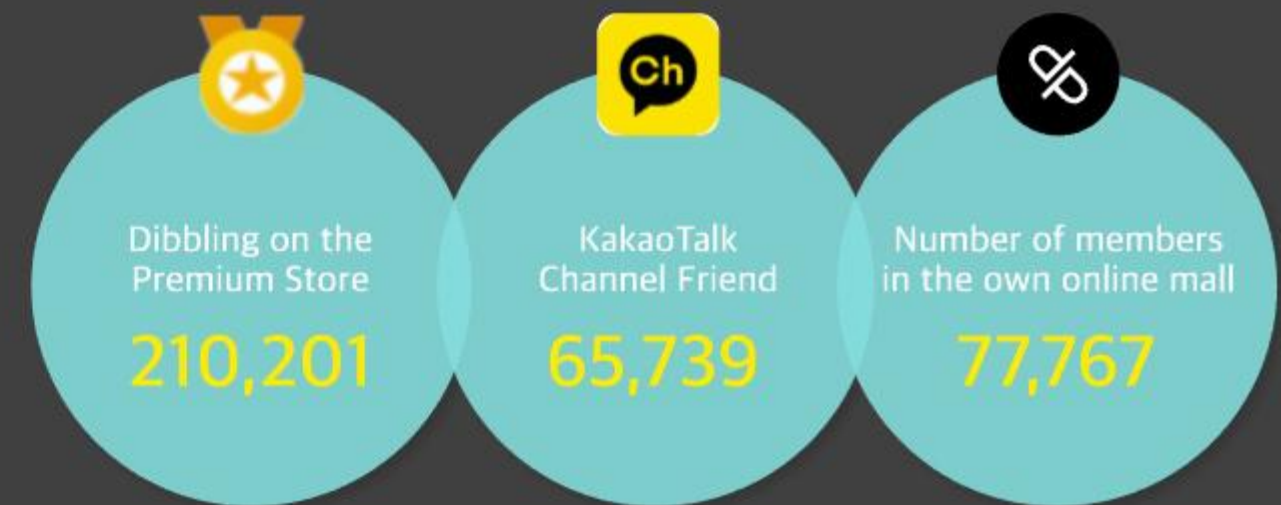 Ch
Dibbling on the
Premium Store
210,201
KakaoTalk
Channel Friend
65,739
Number of members
in the own online mall
77,767